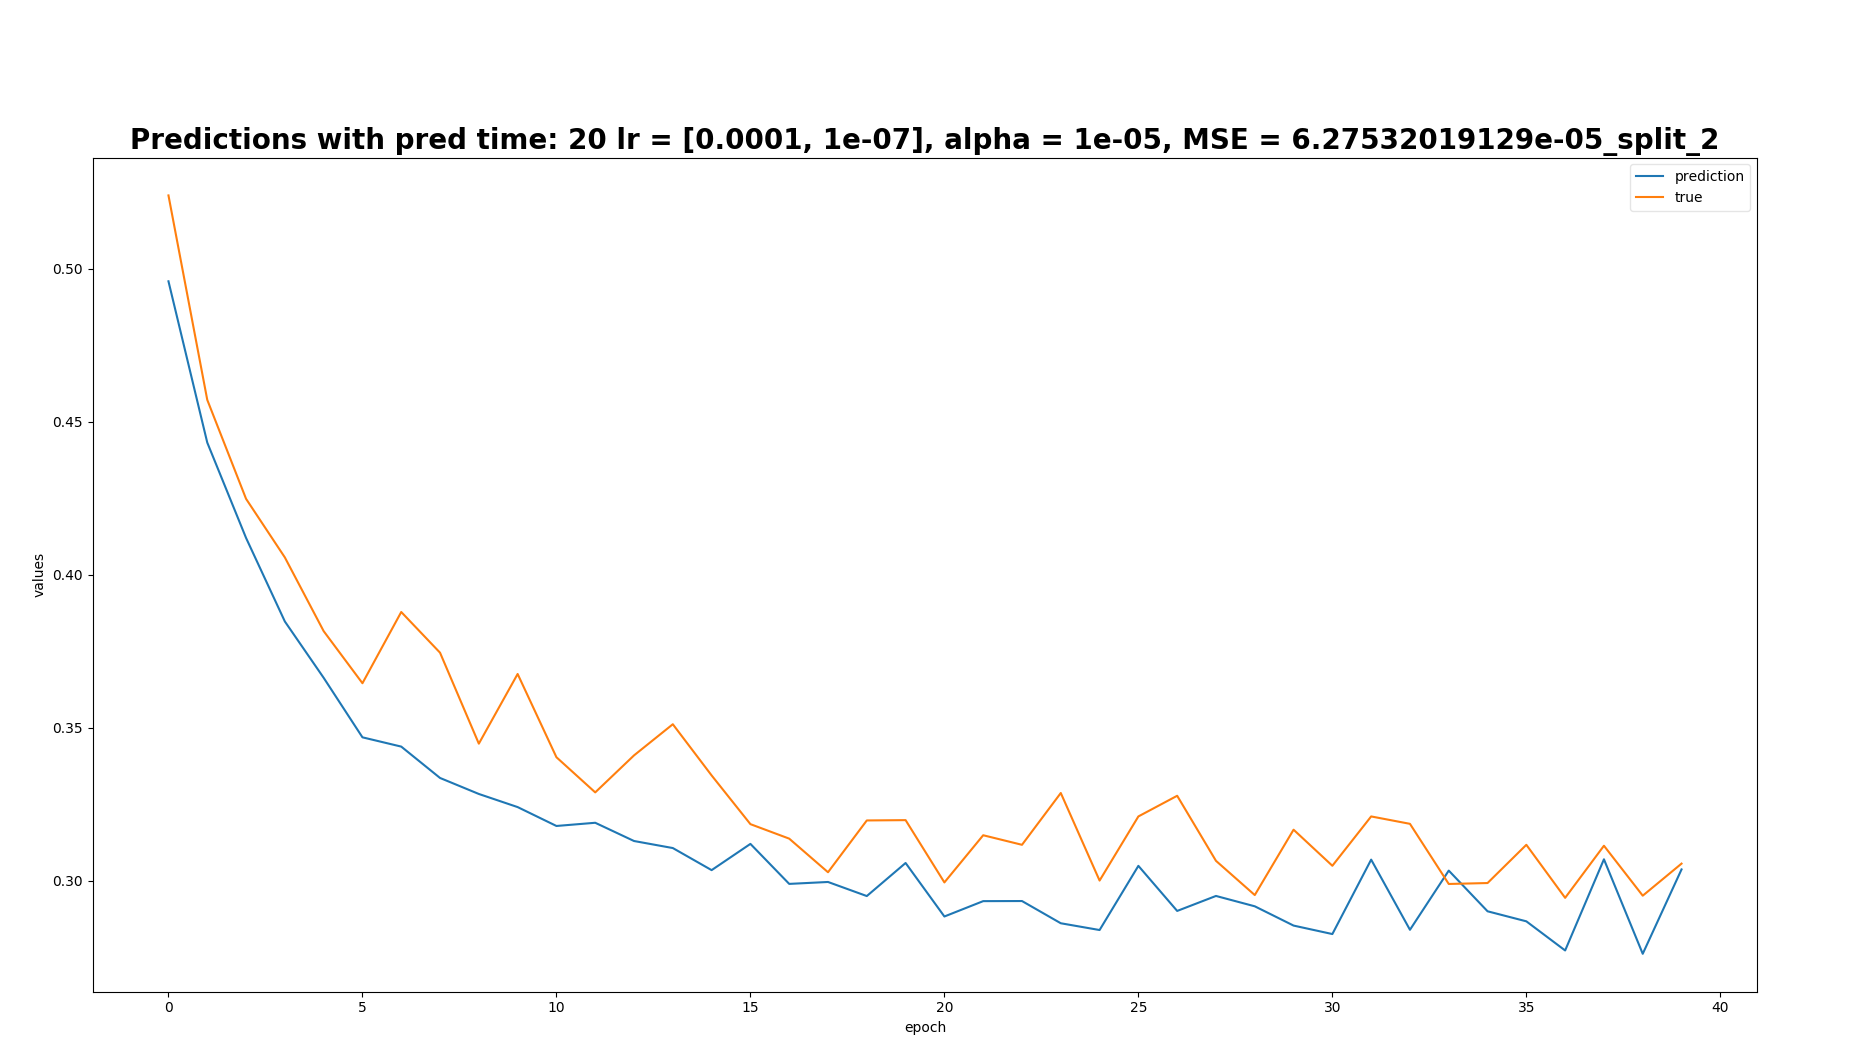 Predictions with pred time: 20 lr = [0.0001, 1e-07], alpha = 1e-05, MSE = 6.27532019129e-05_split_2
prediction
true
0.50
0.45
0.40
0.35
0.30
values
0 5 10 15 20 25 30 35 40
epoch